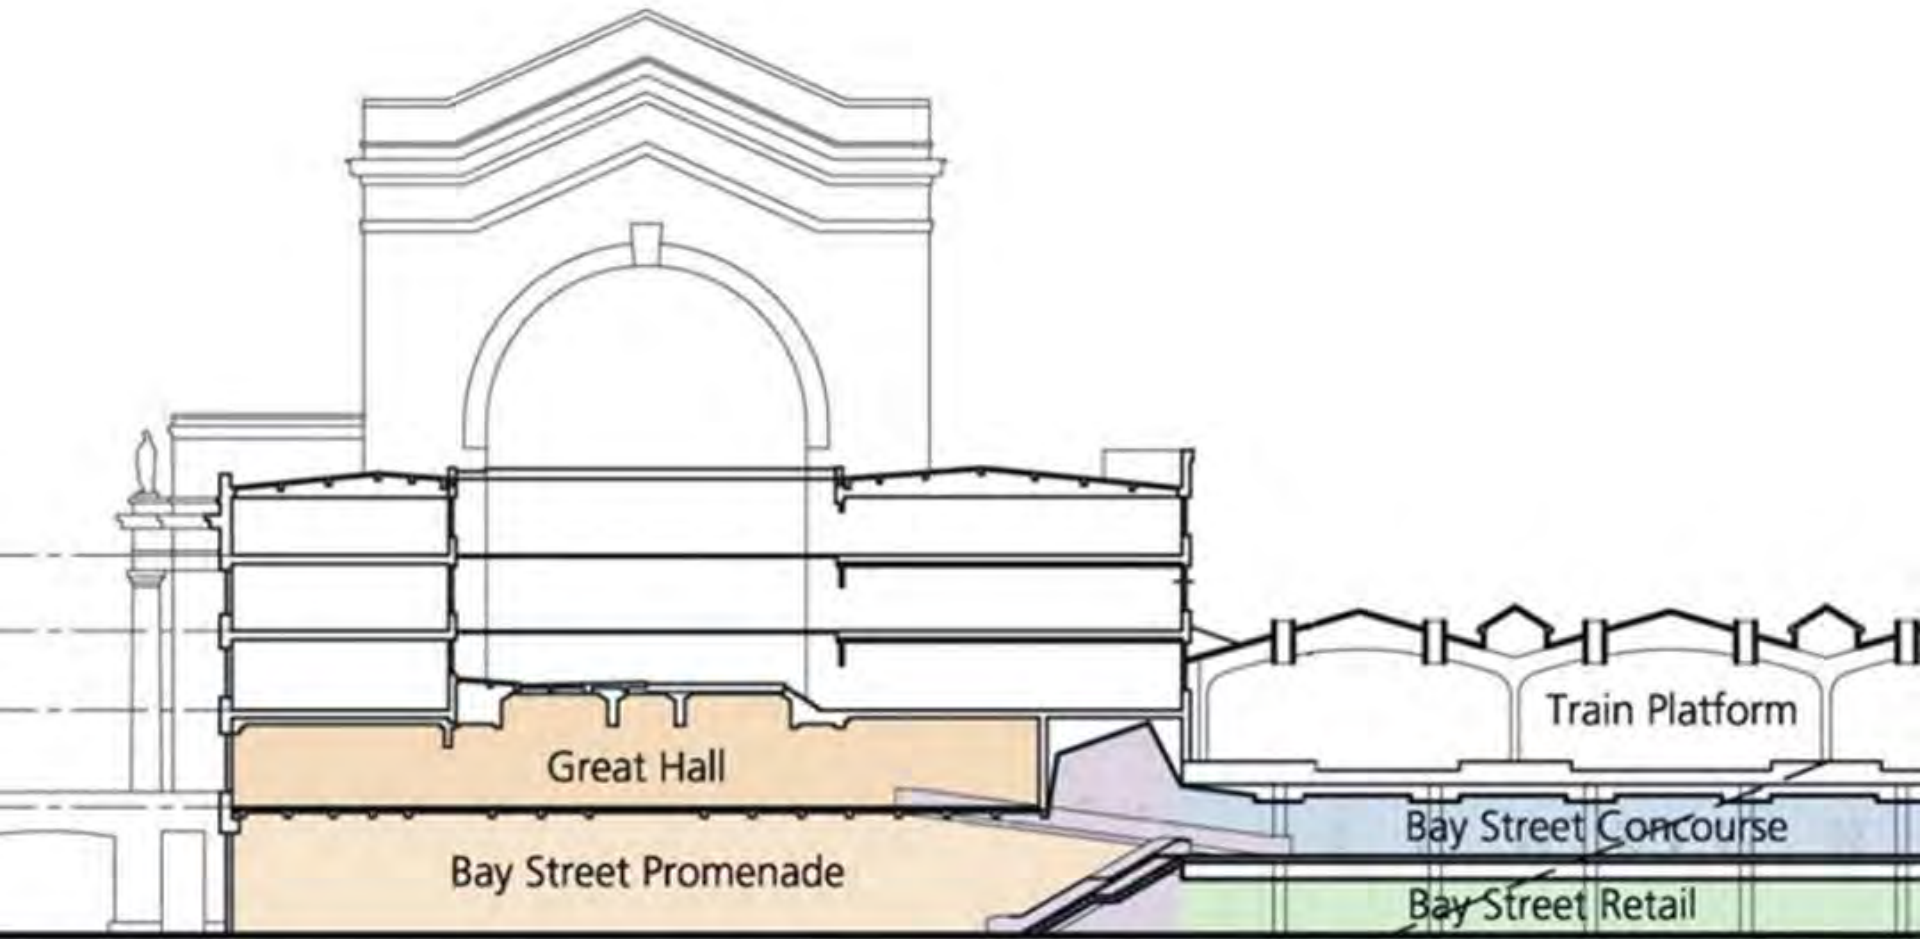 Train Platform
Great Hall
Bay Street Concourse
Bay Street Promenade
Bay Street Retail